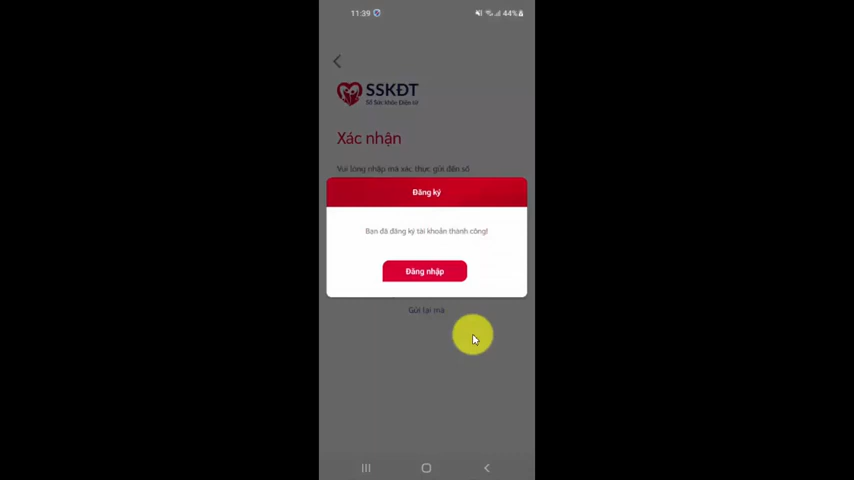 11:39
44%
SSKĐT
Sổ Sức khỏe Điện tử
Xác nhận
Vui lòng nhập mã xác thực gửi đến số
Đăng ký
Bạn đã đăng ký tài khoản thành công!
Đăng nhập
Gửi lại mã